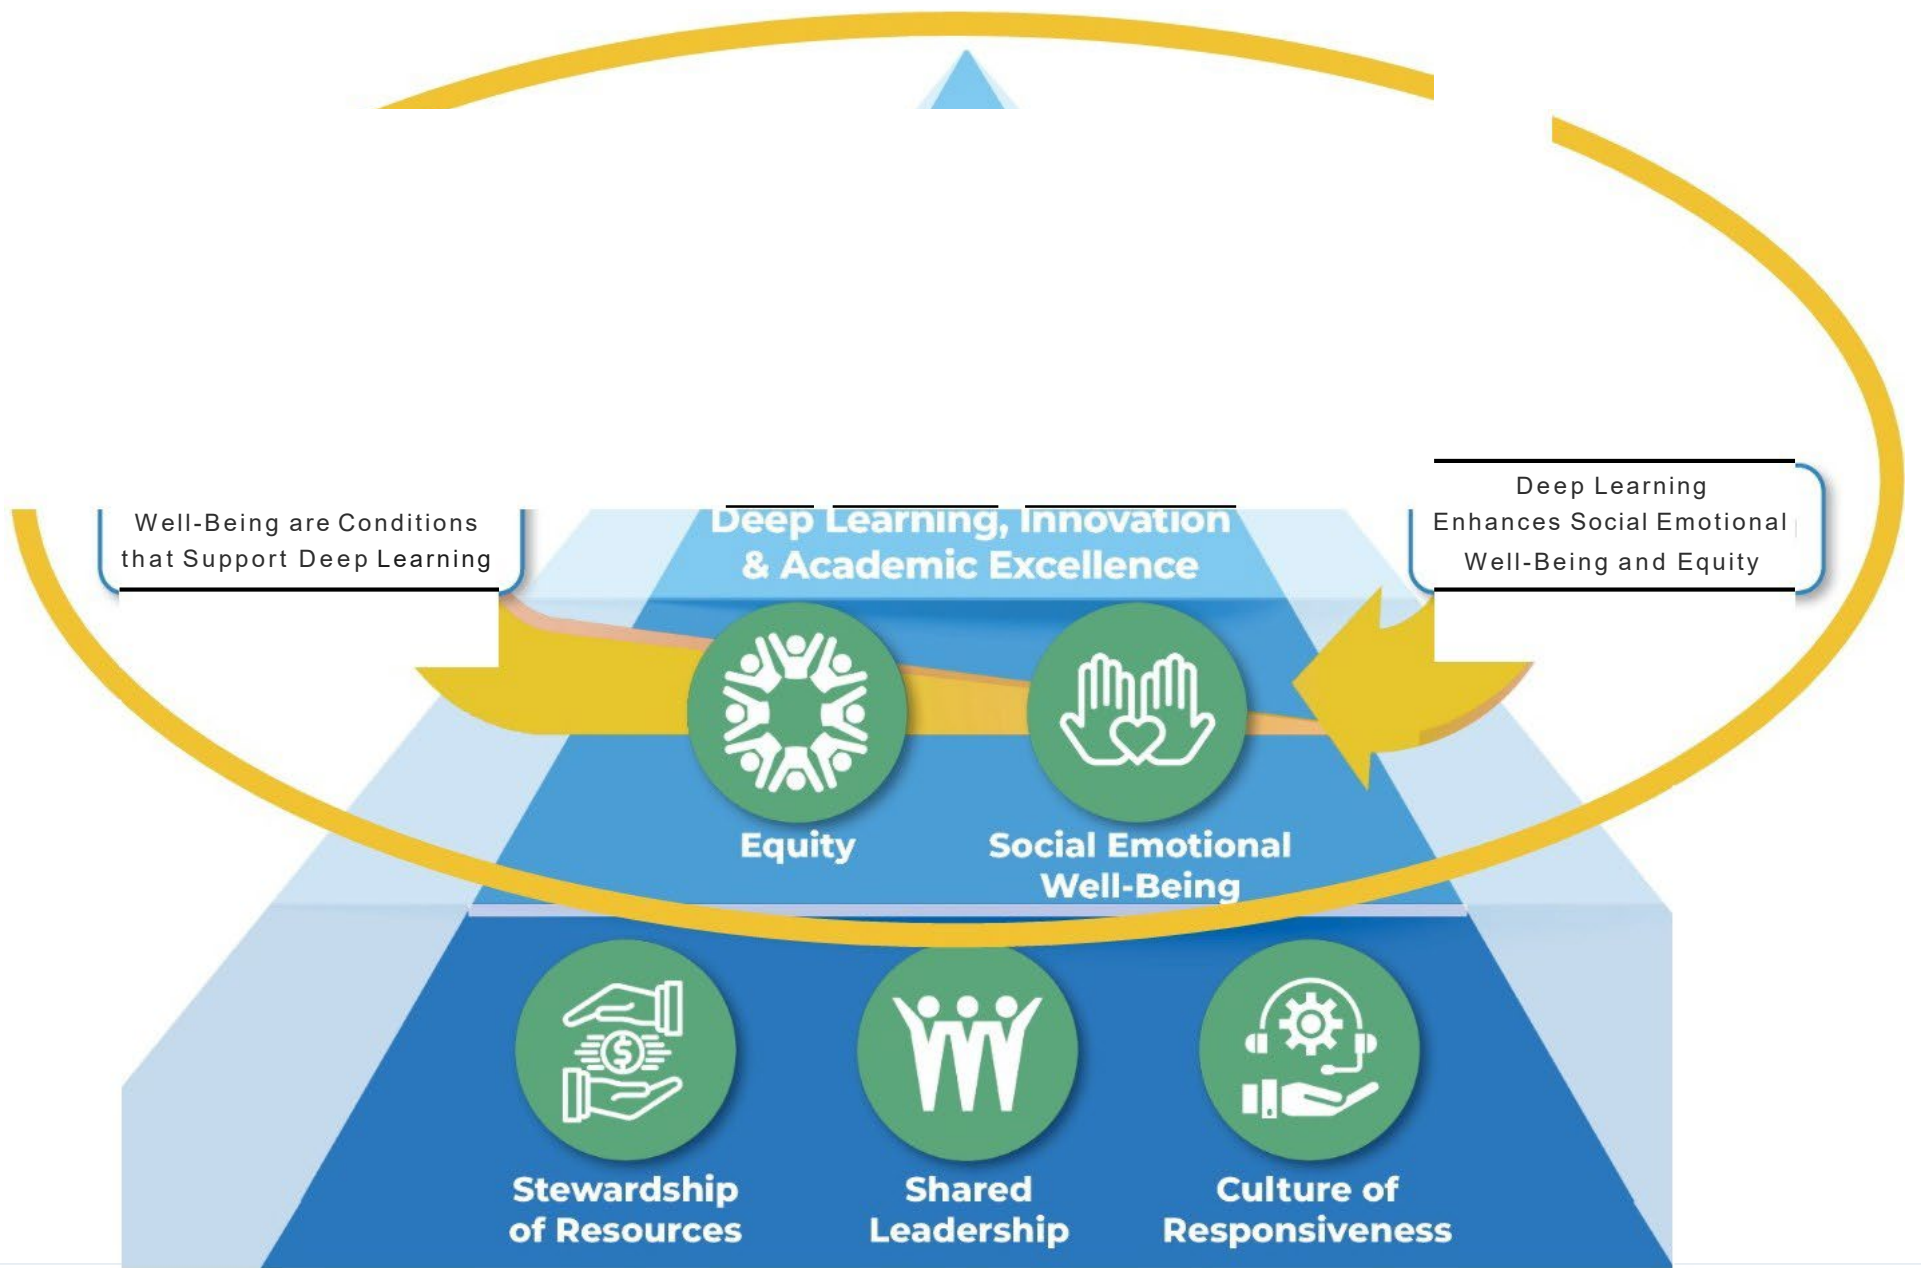 Well-Being are Conditions
that Support Deep Learning
Deep Learning
Enhances Social Emotional
Well-Being and Equity
Deep Learning, Innovation
& Academic Excellence
Equity
Social Emotional
Well-Being
Stewardship
of Resources
Shared
Leadership
Culture of
Responsiveness